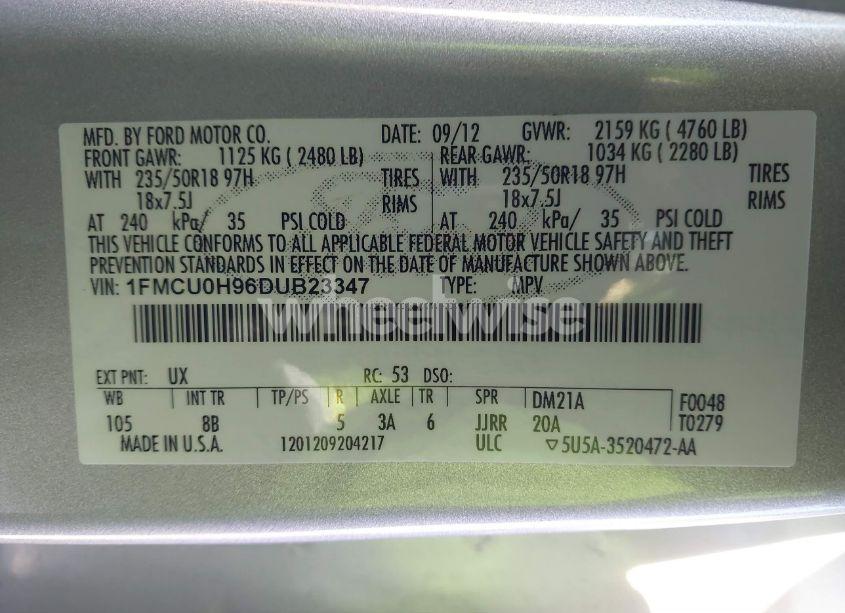 MFD. BY FORD MOTOR CO. DATE: 09/12 GVWR: 2159 KG ( 4760 LB)
FRONT GAWR: 1125 KG ( 2480 LB) REAR GAWR: 1034 KG ( 2280 LB)
WITH 235/50R18 97H TIRES WITH 235/50R18 97H TIRES
18x7.5J RIMS 18x7.5J RIMS
AT 240 kPa/ 35 PSI COLD AT 240 kPa/ 35 PSI COLD
THIS VEHICLE CONFORMS TO ALL APPLICABLE FEDERAL MOTOR VEHICLE SAFETY AND THEFT
PREVENTION STANDARDS IN EFFECT ON THE DATE OF MANUFACTURE SHOWN ABOVE.
VIN: 1FMCU0H96DUB23347 TYPE: MPV
wheelwise
EXT PNT: UX RC: 53 DSO:
WB INT TR TP/PS R AXLE TR SPR DM21A F0048
105 8B 5 3A 6 JJRR 20A T0279
MADE IN U.S.A. 1201209204217 ULC ▽5U5A-3520472-AA